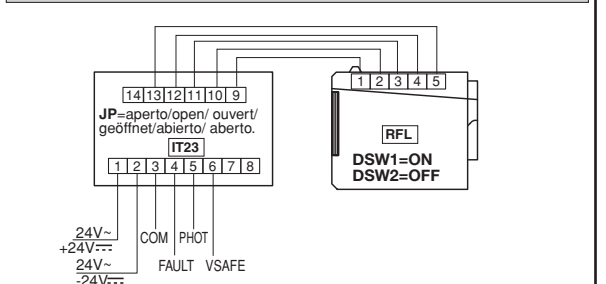 14 13 12 11 10 9
JP=aperto/open/ ouvert/
geöffnet/abierto/ aberto.
IT23
1 2 3 4 5 6 7 8
1 2 3 4 5
RFL
DSW1=ON
DSW2=OFF
24V~
+24V
24V~
-24V
COM PHOT
FAULT VSAFE